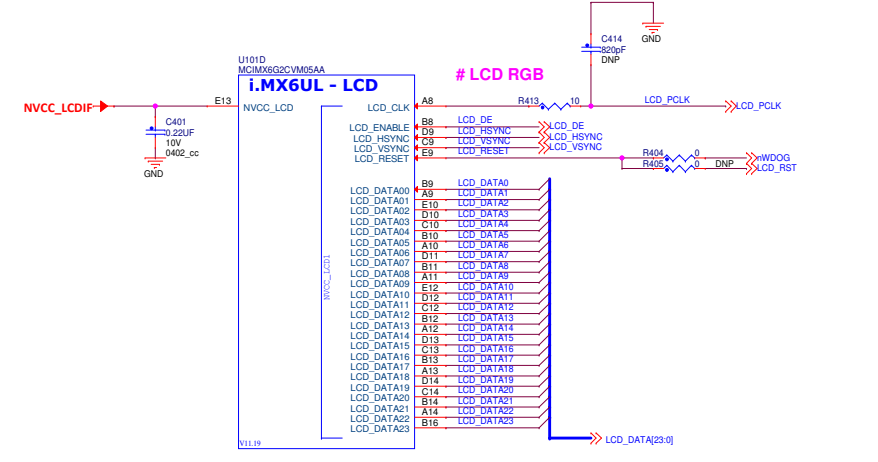 C414
820pF
DNP
GND
U101D
MCIMX6G2CVM05AA
# LCD RGB
i.MX6UL - LCD
NVCC_LCDIF
E13
NVCC_LCD
LCD_CLK
A8
R413
10
LCD_PCLK
LCD_PCLK
C401
0.22UF
10V
0402_cc
GND
LCD_ENABLE B8 LCD_DE LCD_DE
LCD_HSYNC D9 LCD_HSYNC LCD_HSYNC
LCD_VSYNC C9 LCD_VSYNC LCD_VSYNC
LCD_RESET E9 LCD_RESET
R404 0 nWDOG
R405 0 DNP LCD_RST
LCD_DATA00 B9 LCD_DATA0
LCD_DATA01 A9 LCD_DATA1
LCD_DATA02 E10 LCD_DATA2
LCD_DATA03 D10 LCD_DATA3
LCD_DATA04 C10 LCD_DATA4
LCD_DATA05 B10 LCD_DATA5
LCD_DATA06 A10 LCD_DATA6
LCD_DATA07 D11 LCD_DATA7
LCD_DATA08 B11 LCD_DATA8
LCD_DATA09 A11 LCD_DATA9
LCD_DATA10 E12 LCD_DATA10
LCD_DATA11 D12 LCD_DATA11
LCD_DATA12 C12 LCD_DATA12
LCD_DATA13 B12 LCD_DATA13
LCD_DATA14 A12 LCD_DATA14
LCD_DATA15 D13 LCD_DATA15
LCD_DATA16 C13 LCD_DATA16
LCD_DATA17 B13 LCD_DATA17
LCD_DATA18 A13 LCD_DATA18
LCD_DATA19 D14 LCD_DATA19
LCD_DATA20 C14 LCD_DATA20
LCD_DATA21 B14 LCD_DATA21
LCD_DATA22 A14 LCD_DATA22
LCD_DATA23 B16 LCD_DATA23
NVCC_LCD1
V11.19
LCD_DATA[23:0]